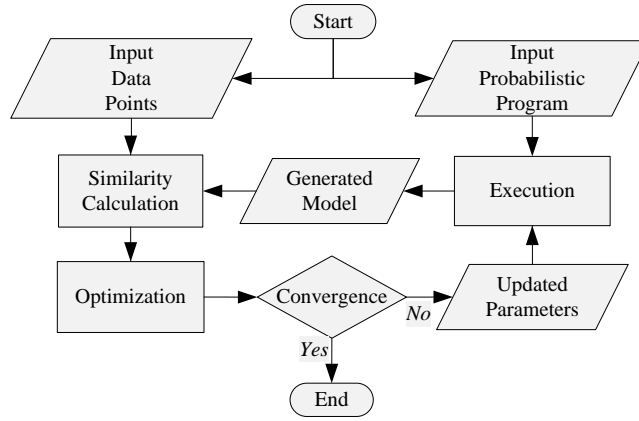 Start
Input
Data
Points
Input
Probabilistic
Program
Similarity
Calculation
Generated
Model
Execution
Optimization
Convergence
No
Updated
Parameters
Yes
End